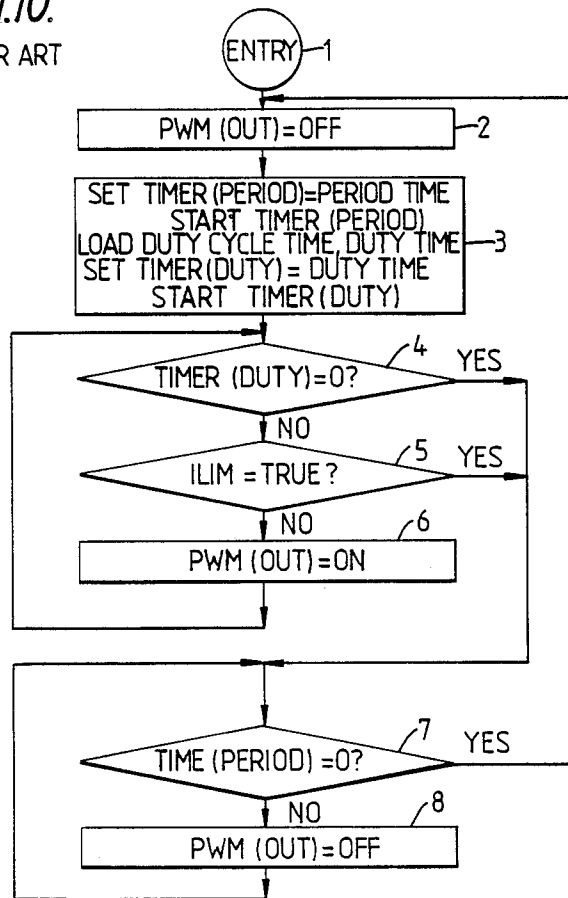 .10.
R ART
ENTRY 1
PWM (OUT)=OFF 2
SET TIMER (PERIOD)=PERIOD TIME
START TIMER (PERIOD)
LOAD DUTY CYCLE TIME, DUTY TIME 3
SET TIMER (DUTY) = DUTY TIME
START TIMER (DUTY)
4
TIMER (DUTY)=0? YES
NO
5
ILIM =TRUE? YES
NO
6
PWM (OUT)=ON
7
TIME (PERIOD) =0? YES
NO
8
PWM (OUT)=OFF